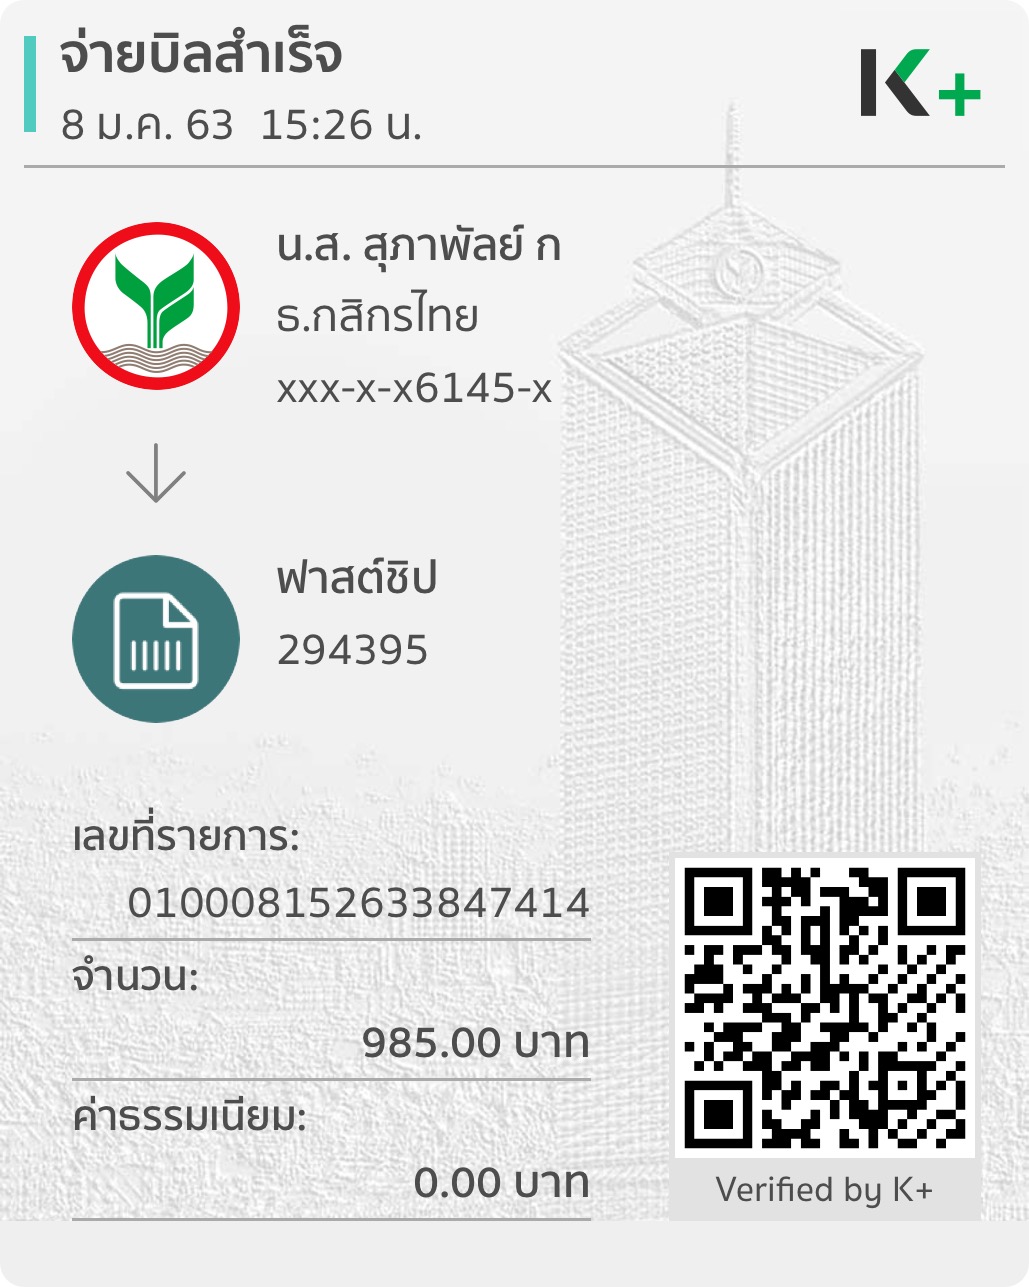 จ่ายบิลสำเร็จ
8 ม.ค. 63 15:26 น.
K+
น.ส. สุภาพัลย์ ก
ธ.กสิกรไทย
xxx-x-x6145-x
ฟาสต์ชิป
294395
เลขที่รายการ:
010008152633847414
จำนวน:
985.00 บาท
ค่าธรรมเนียม:
0.00 บาท
Verified by K+